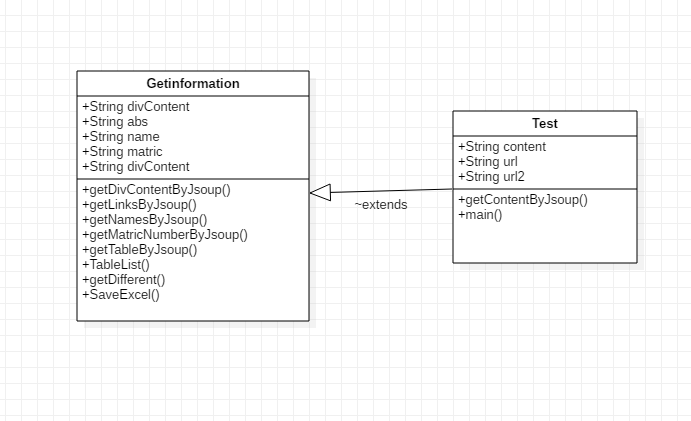 Getinformation
+String divContent
+String abs
+String name
+String matric
+String divContent
+getDivContentByJsoup()
+getLinksByJsoup()
+getNamesByJsoup()
+getMatricNumberByJsoup()
+getTableByJsoup()
+TableList()
+getDifferent()
+SaveExcel()
~extends
Test
+String content
+String url
+String url2
+getContentByJsoup()
+main()